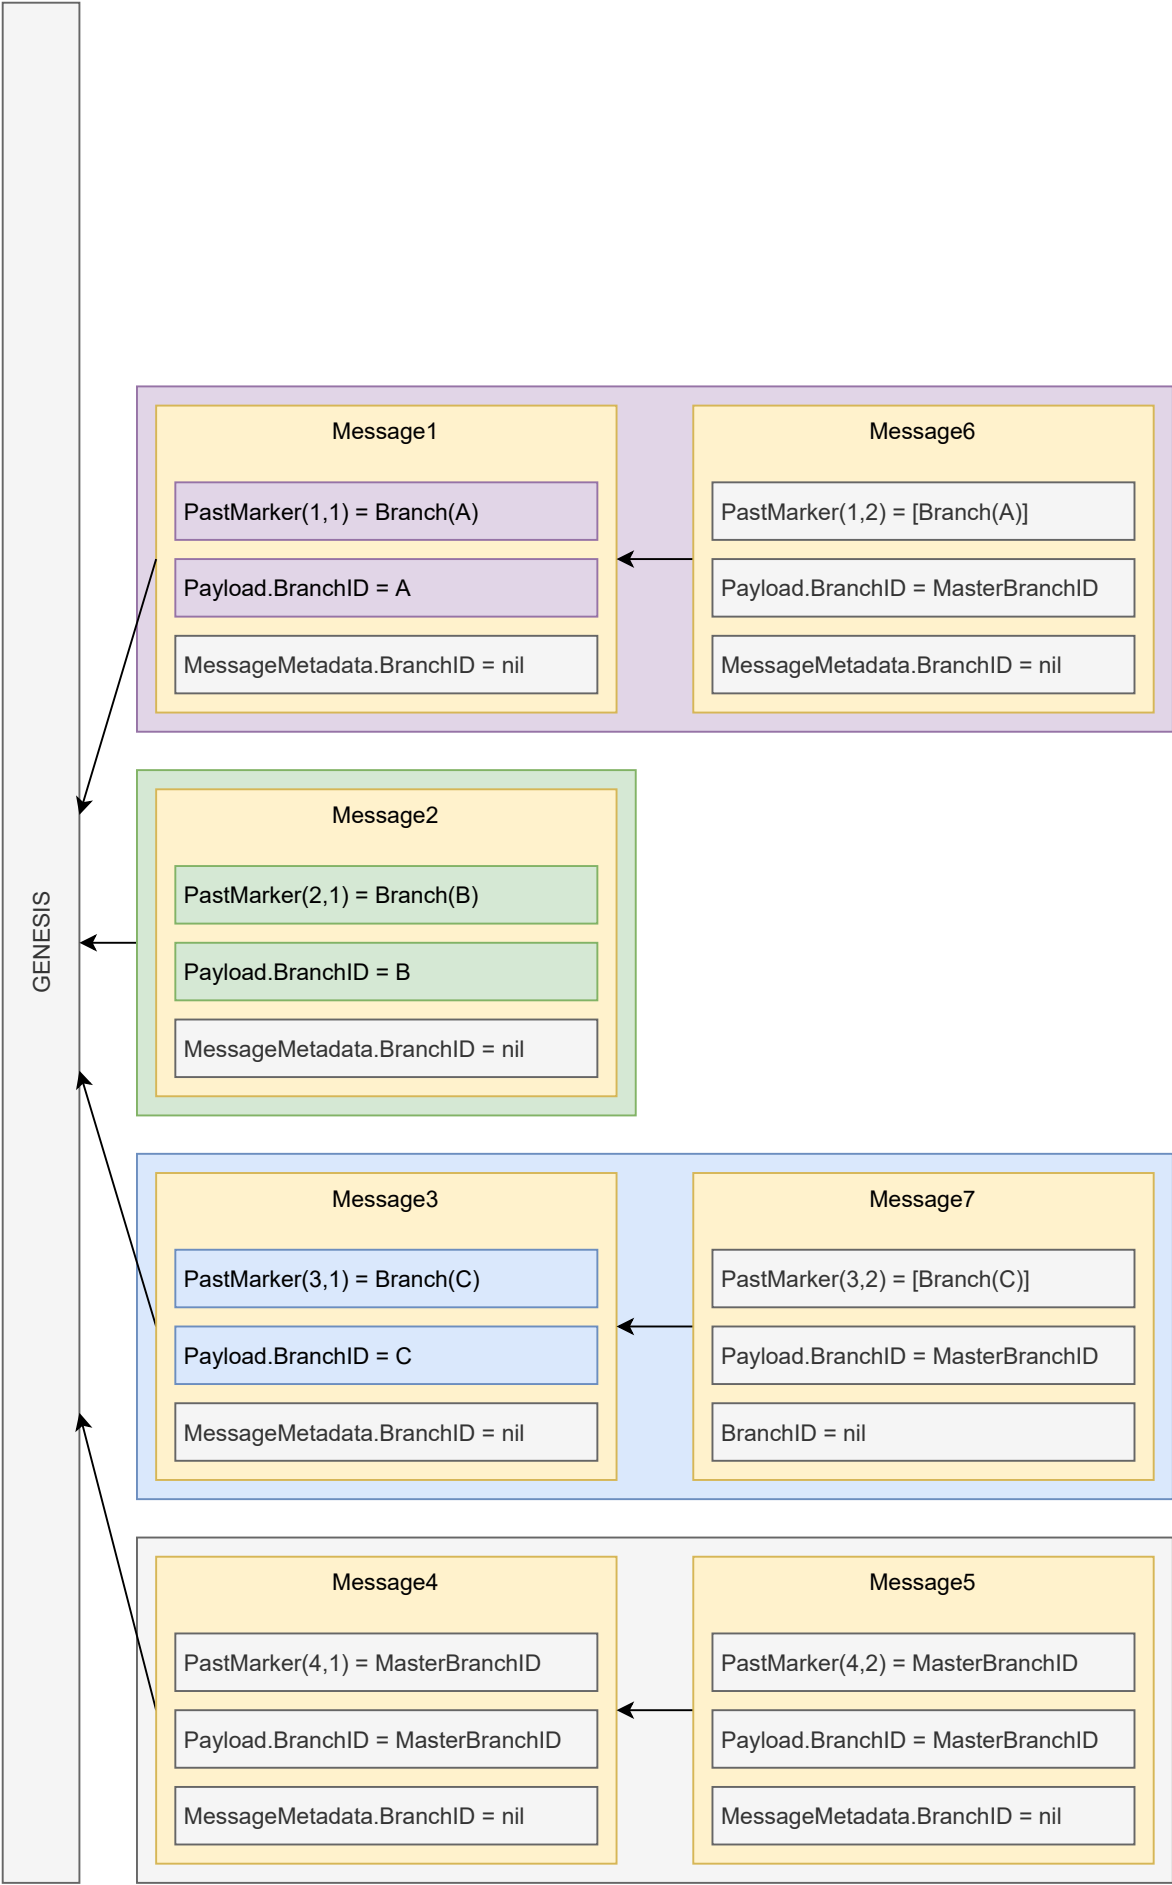 GENESIS
Message1
PastMarker(1,1) = Branch(A)
Payload.BranchID = A
MessageMetadata.BranchID = nil
Message6
PastMarker(1,2) = [Branch(A)]
Payload.BranchID = MasterBranchID
MessageMetadata.BranchID = nil
Message2
PastMarker(2,1) = Branch(B)
Payload.BranchID = B
MessageMetadata.BranchID = nil
Message3
PastMarker(3,1) = Branch(C)
Payload.BranchID = C
MessageMetadata.BranchID = nil
Message7
PastMarker(3,2) = [Branch(C)]
Payload.BranchID = MasterBranchID
BranchID = nil
Message4
PastMarker(4,1) = MasterBranchID
Payload.BranchID = MasterBranchID
MessageMetadata.BranchID = nil
Message5
PastMarker(4,2) = MasterBranchID
Payload.BranchID = MasterBranchID
MessageMetadata.BranchID = nil